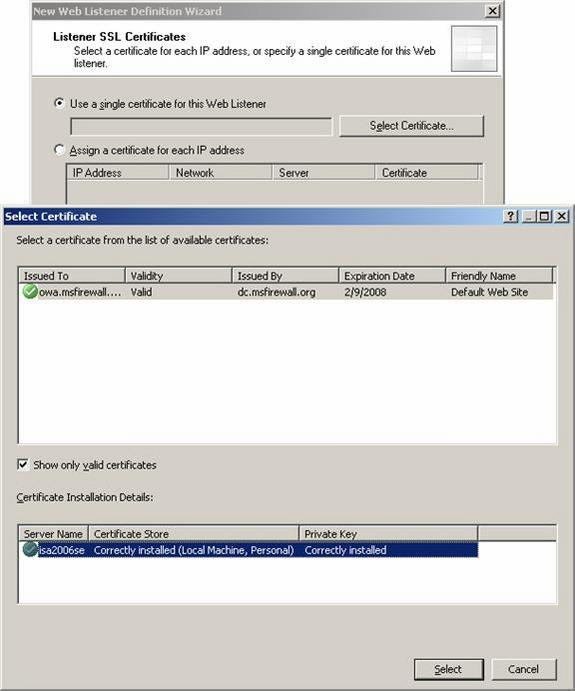 New Web Listener Definition Wizard
Listener SSL Certificates
Select a certificate for each IP address, or specify a single certificate for this Web
listener.
Use a single certificate for this Web Listener
Select Certificate...
Assign a certificate for each IP address
IP Address Network Server Certificate
Select Certificate
Select a certificate from the list of available certificates:
Issued To Validity Issued By Expiration Date Friendly Name
owa.msfirewall.... Valid dc.msfirewall.org 2/9/2008 Default Web Site
Show only valid certificates
Certificate Installation Details:
Server Name Certificate Store Private Key
isa2006se Correctly installed (Local Machine, Personal) Correctly installed
Select Cancel